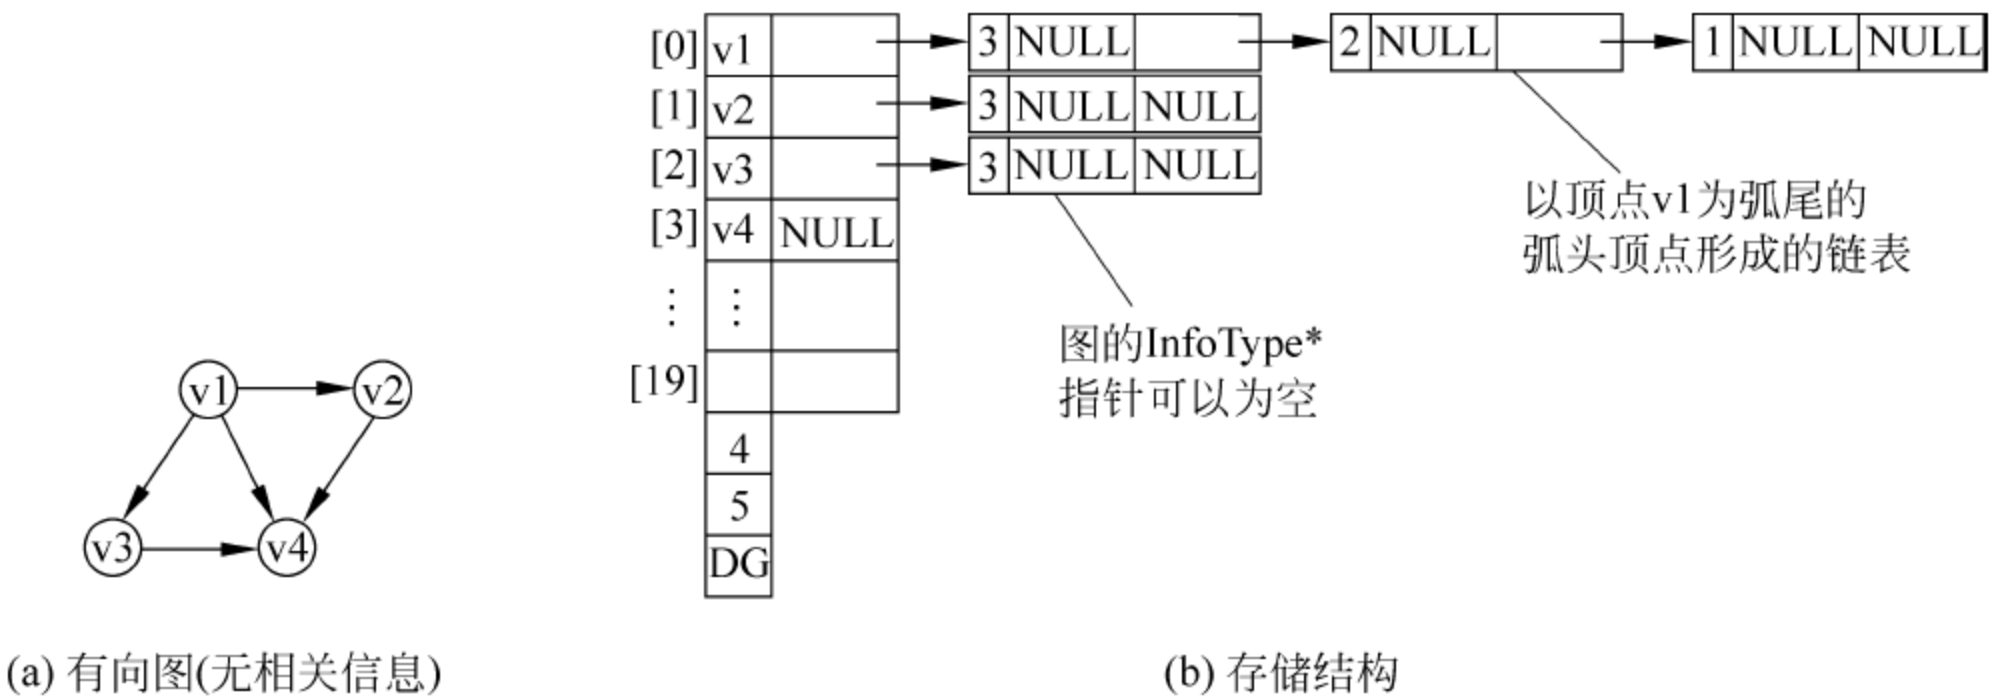 [0] v1 3 NULL 2 NULL 1 NULL NULL
[1] v2 3 NULL NULL
[2] v3 3 NULL NULL
[3] v4 NULL
⋮ ⋮
[19]
4
5
DG
以顶点v1为弧尾的
弧头顶点形成的链表
图的InfoType*
指针可以为空
v1 v2
v3 v4
(a) 有向图(无相关信息)
(b) 存储结构